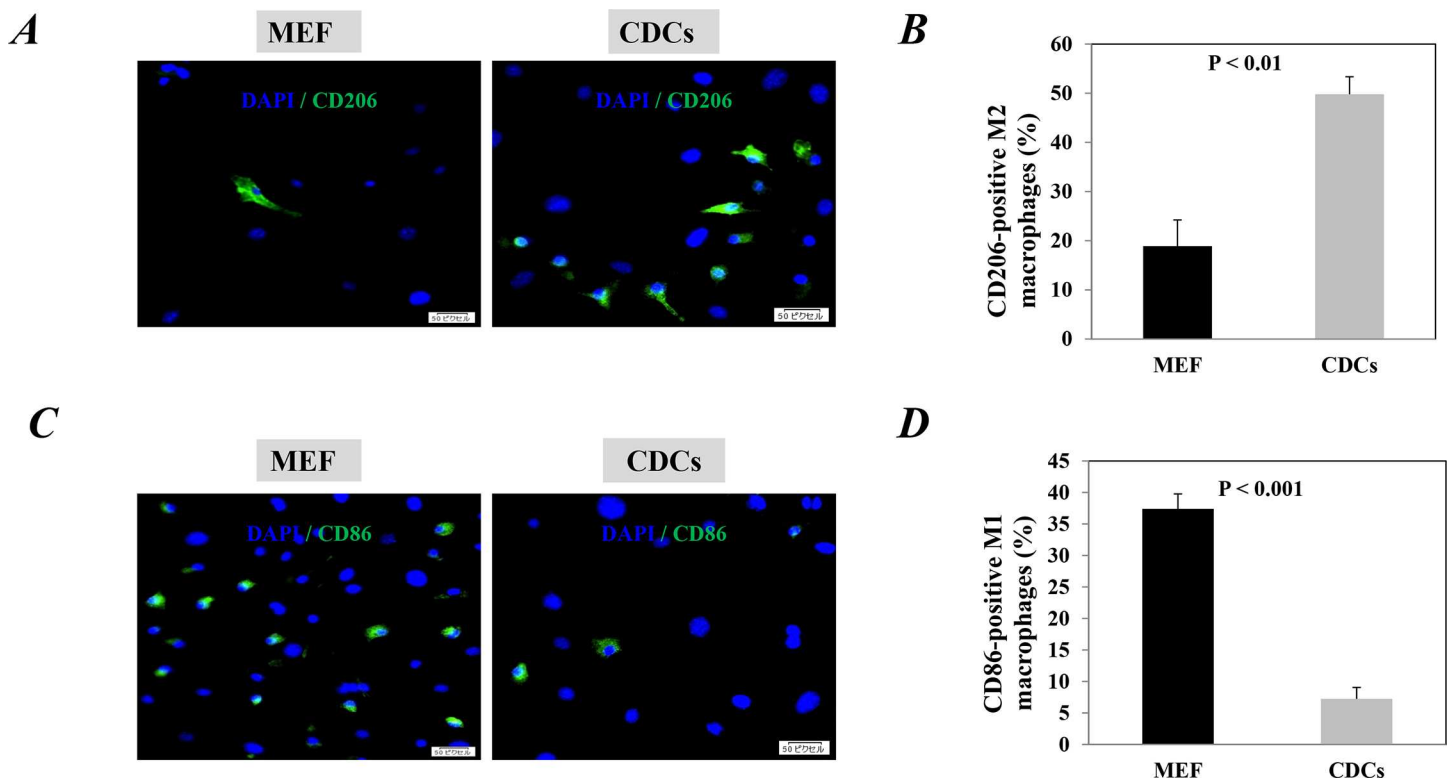 A
MEF
CDCs
DAPI / CD206
DAPI / CD206
50 ピクセル
50 ピクセル
B
P < 0.01
CD206-positive M2
macrophages (%)
60
50
40
30
20
10
0
MEF
CDCs
C
MEF
CDCs
DAPI / CD86
DAPI / CD86
50 ピクセル
50 ピクセル
D
P < 0.001
CD86-positive M1
macrophages (%)
45
40
35
30
25
20
15
10
5
0
MEF
CDCs